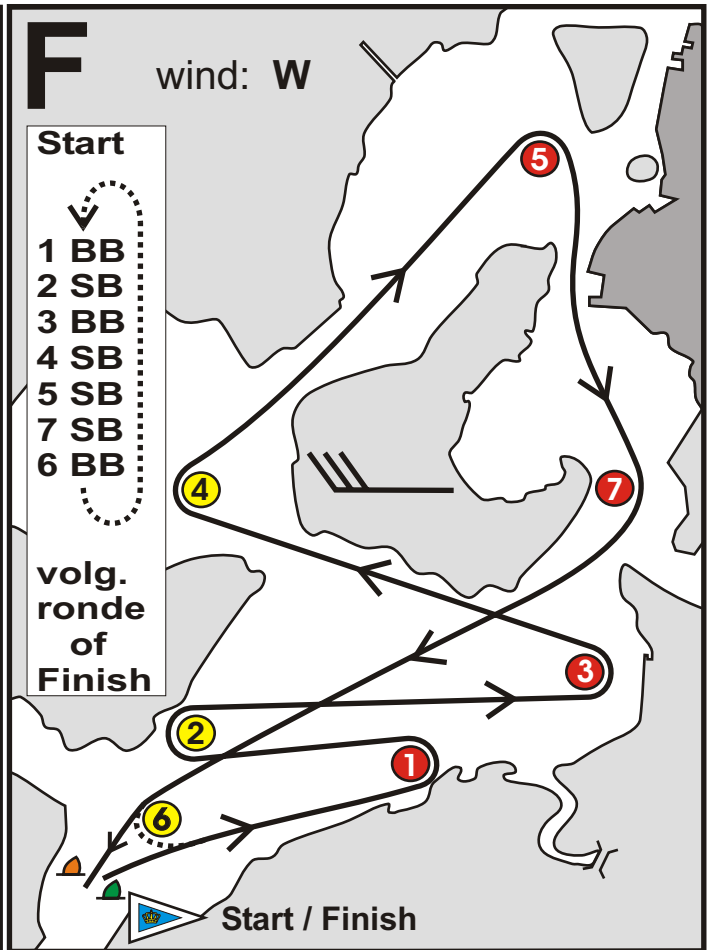 F
wind: W
Start
1 BB
2 SB
3 BB
4 SB
5 SB
7 SB
6 BB
volg.
ronde
of
Finish
5
4
7
3
2
1
6
Start / Finish